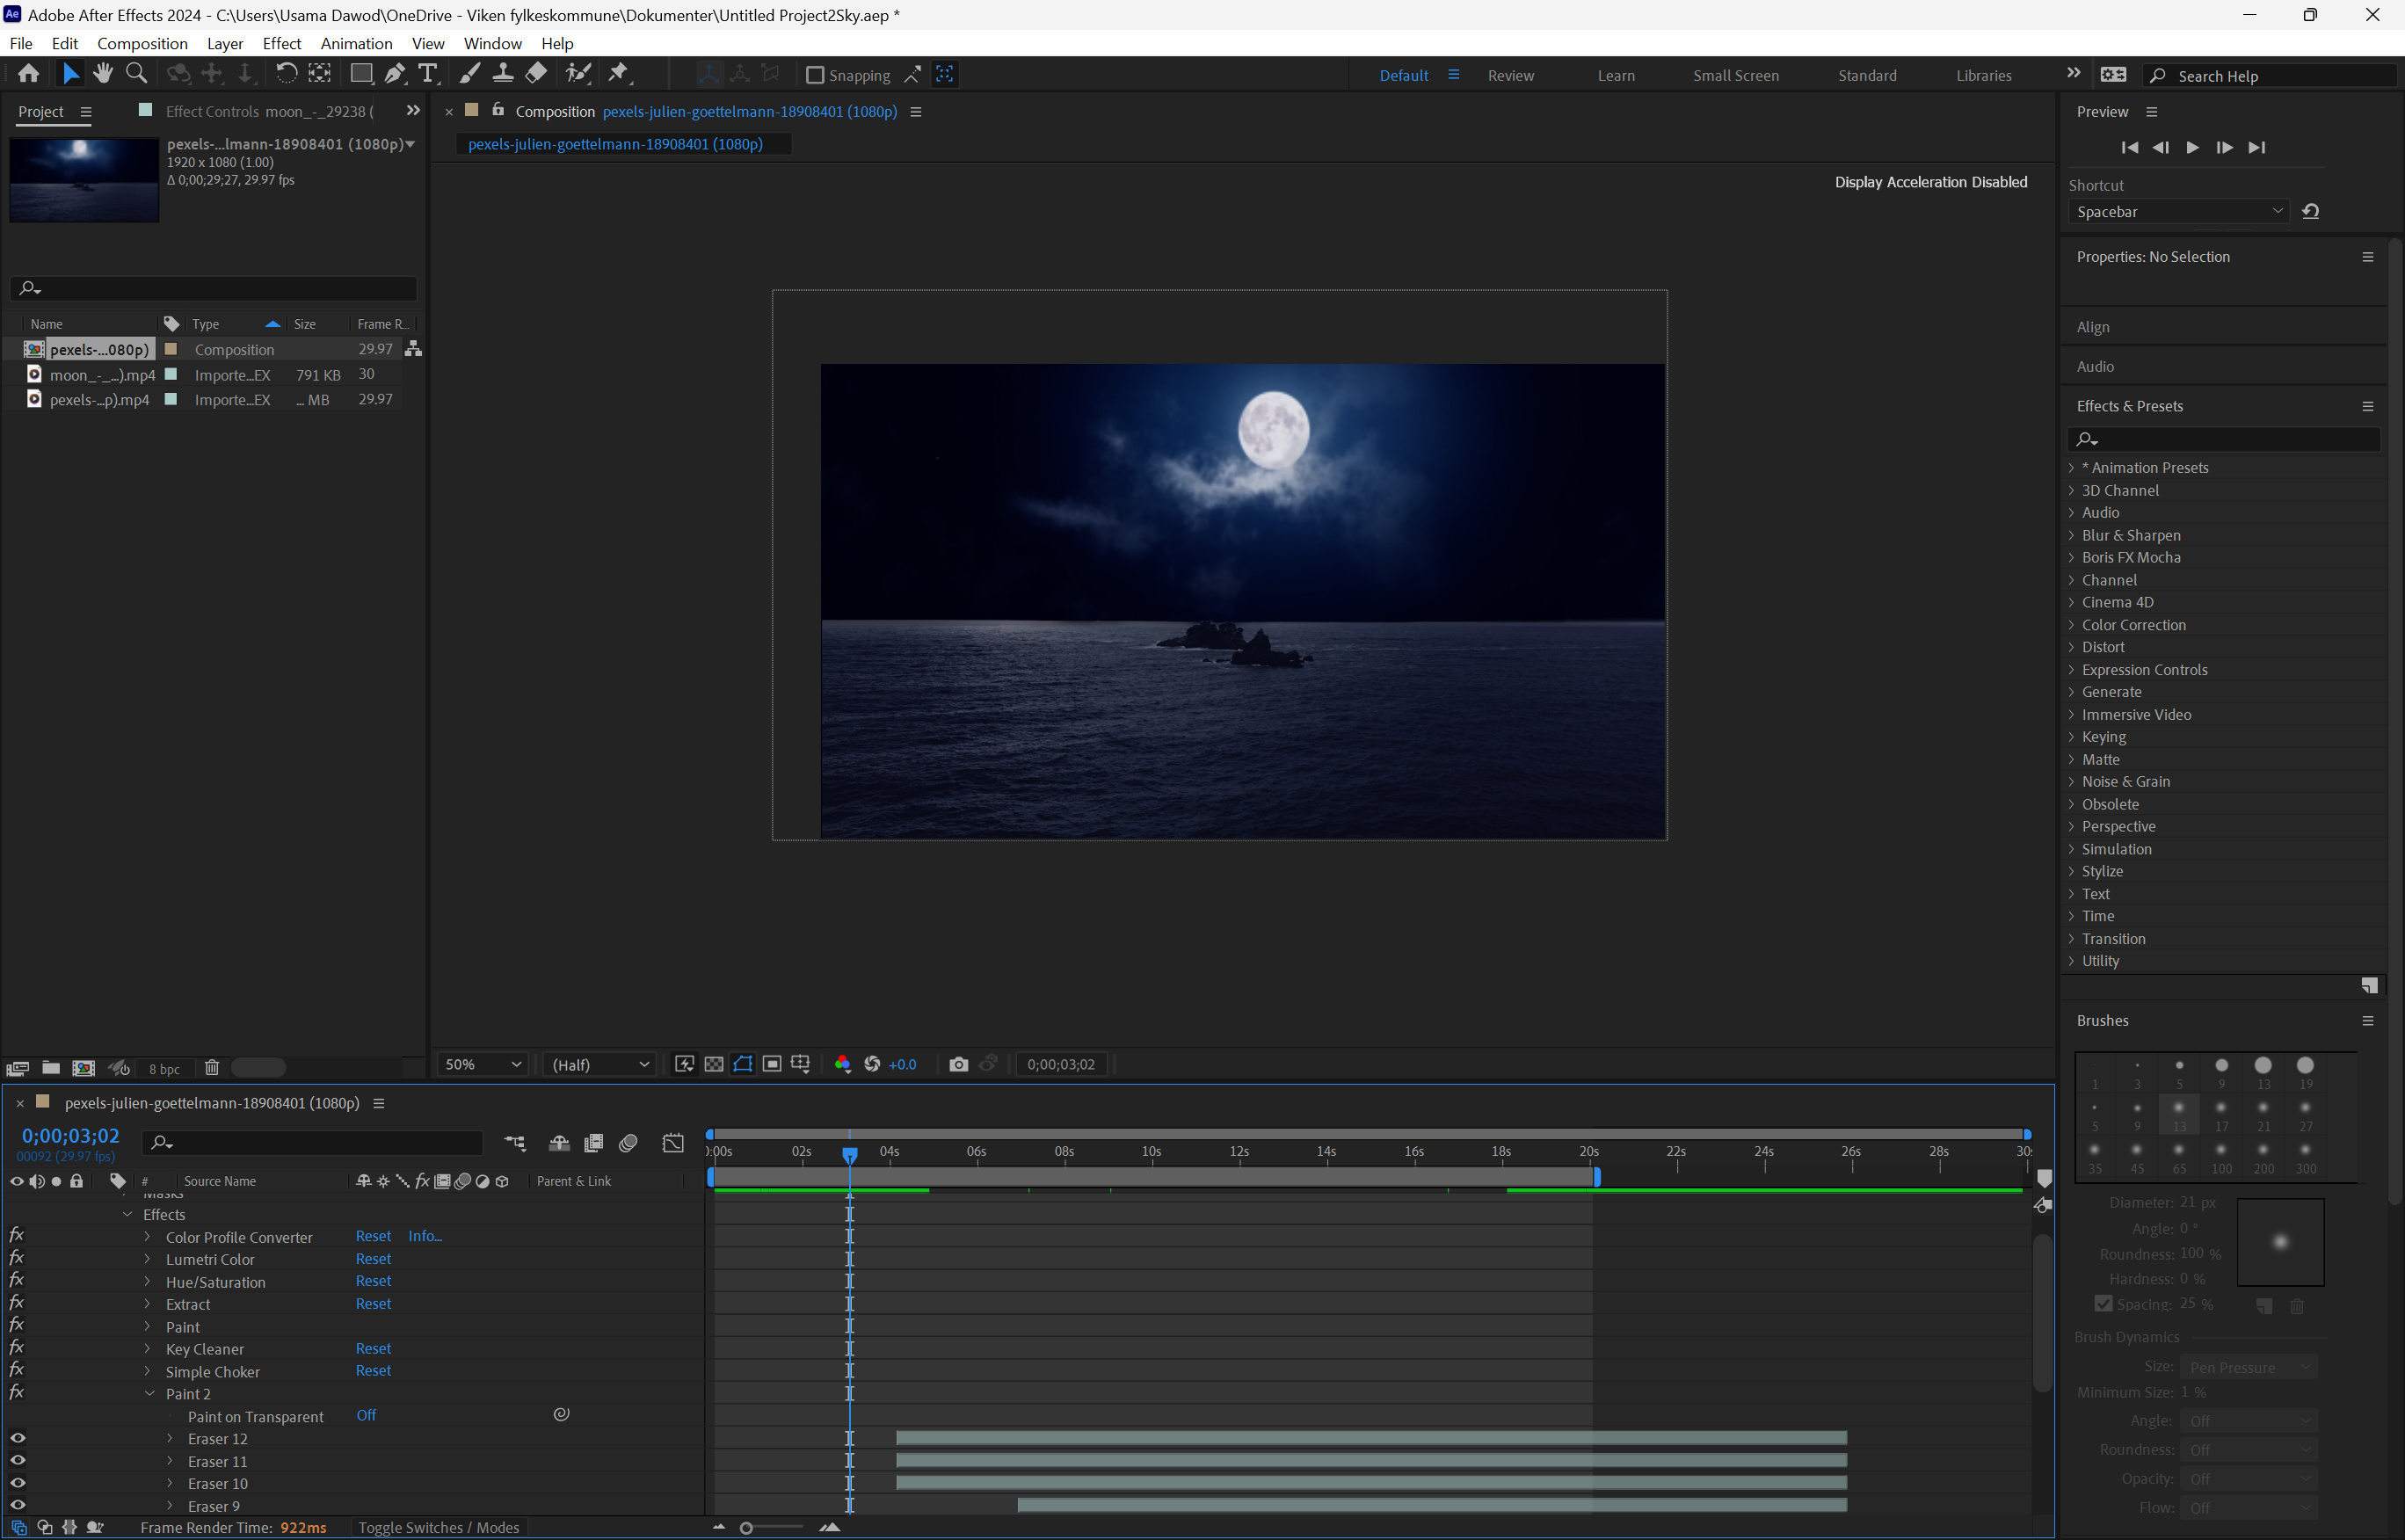 Adobe After Effects 2024 - C:\Users\Usama Dawod\OneDrive - Viken fylkeskommune\Dokumenter\Untitled Project2Sky.aep *
File Edit Composition Layer Effect Animation View Window Help
Snapping Default Review Learn Small Screen Standard Libraries Search Help
Project Effect Controls moon_-_29238 (
pexels-...lmann-18908401 (1080p)
1920 x 1080 (1.00)
Δ 0;00;29;27, 29.97 fps
Name Type Size Frame R...
pexels-...080p) Composition 29.97
moon_-_...).mp4 Importe...EX 791 KB 30
pexels-...p).mp4 Importe...EX ... MB 29.97
8 bpc
Composition pexels-julien-goettelmann-18908401 (1080p)
pexels-julien-goettelmann-18908401 (1080p)
Display Acceleration Disabled
50% (Half) +0.0 0;00;03;02
Preview
Shortcut
Spacebar
Properties: No Selection
Align
Audio
Effects & Presets
* Animation Presets
3D Channel
Audio
Blur & Sharpen
Boris FX Mocha
Channel
Cinema 4D
Color Correction
Distort
Expression Controls
Generate
Immersive Video
Keying
Matte
Noise & Grain
Obsolete
Perspective
Simulation
Stylize
Text
Time
Transition
Utility
Brushes
1 3 5 9 13 19
5 9 13 17 21 27
35 45 65 100 200 300
Diameter: 21 px
Angle: 0 °
Roundness: 100 %
Hardness: 0 %
Spacing: 25 %
Brush Dynamics
Size: Pen Pressure
Minimum Size: 1 %
Angle: Off
Roundness: Off
Opacity: Off
Flow: Off
pexels-julien-goettelmann-18908401 (1080p)
0;00;03;02
00092 (29.97 fps)
# Source Name Parent & Link
):00s 02s 04s 06s 08s 10s 12s 14s 16s 18s 20s 22s 24s 26s 28s 30
Masks
Effects
fx Color Profile Converter Reset Info...
fx Lumetri Color Reset
fx Hue/Saturation Reset
fx Extract Reset
fx Paint
fx Key Cleaner Reset
fx Simple Choker Reset
fx Paint 2
Paint on Transparent Off
Eraser 12
Eraser 11
Eraser 10
Eraser 9
Frame Render Time: 922ms Toggle Switches / Modes